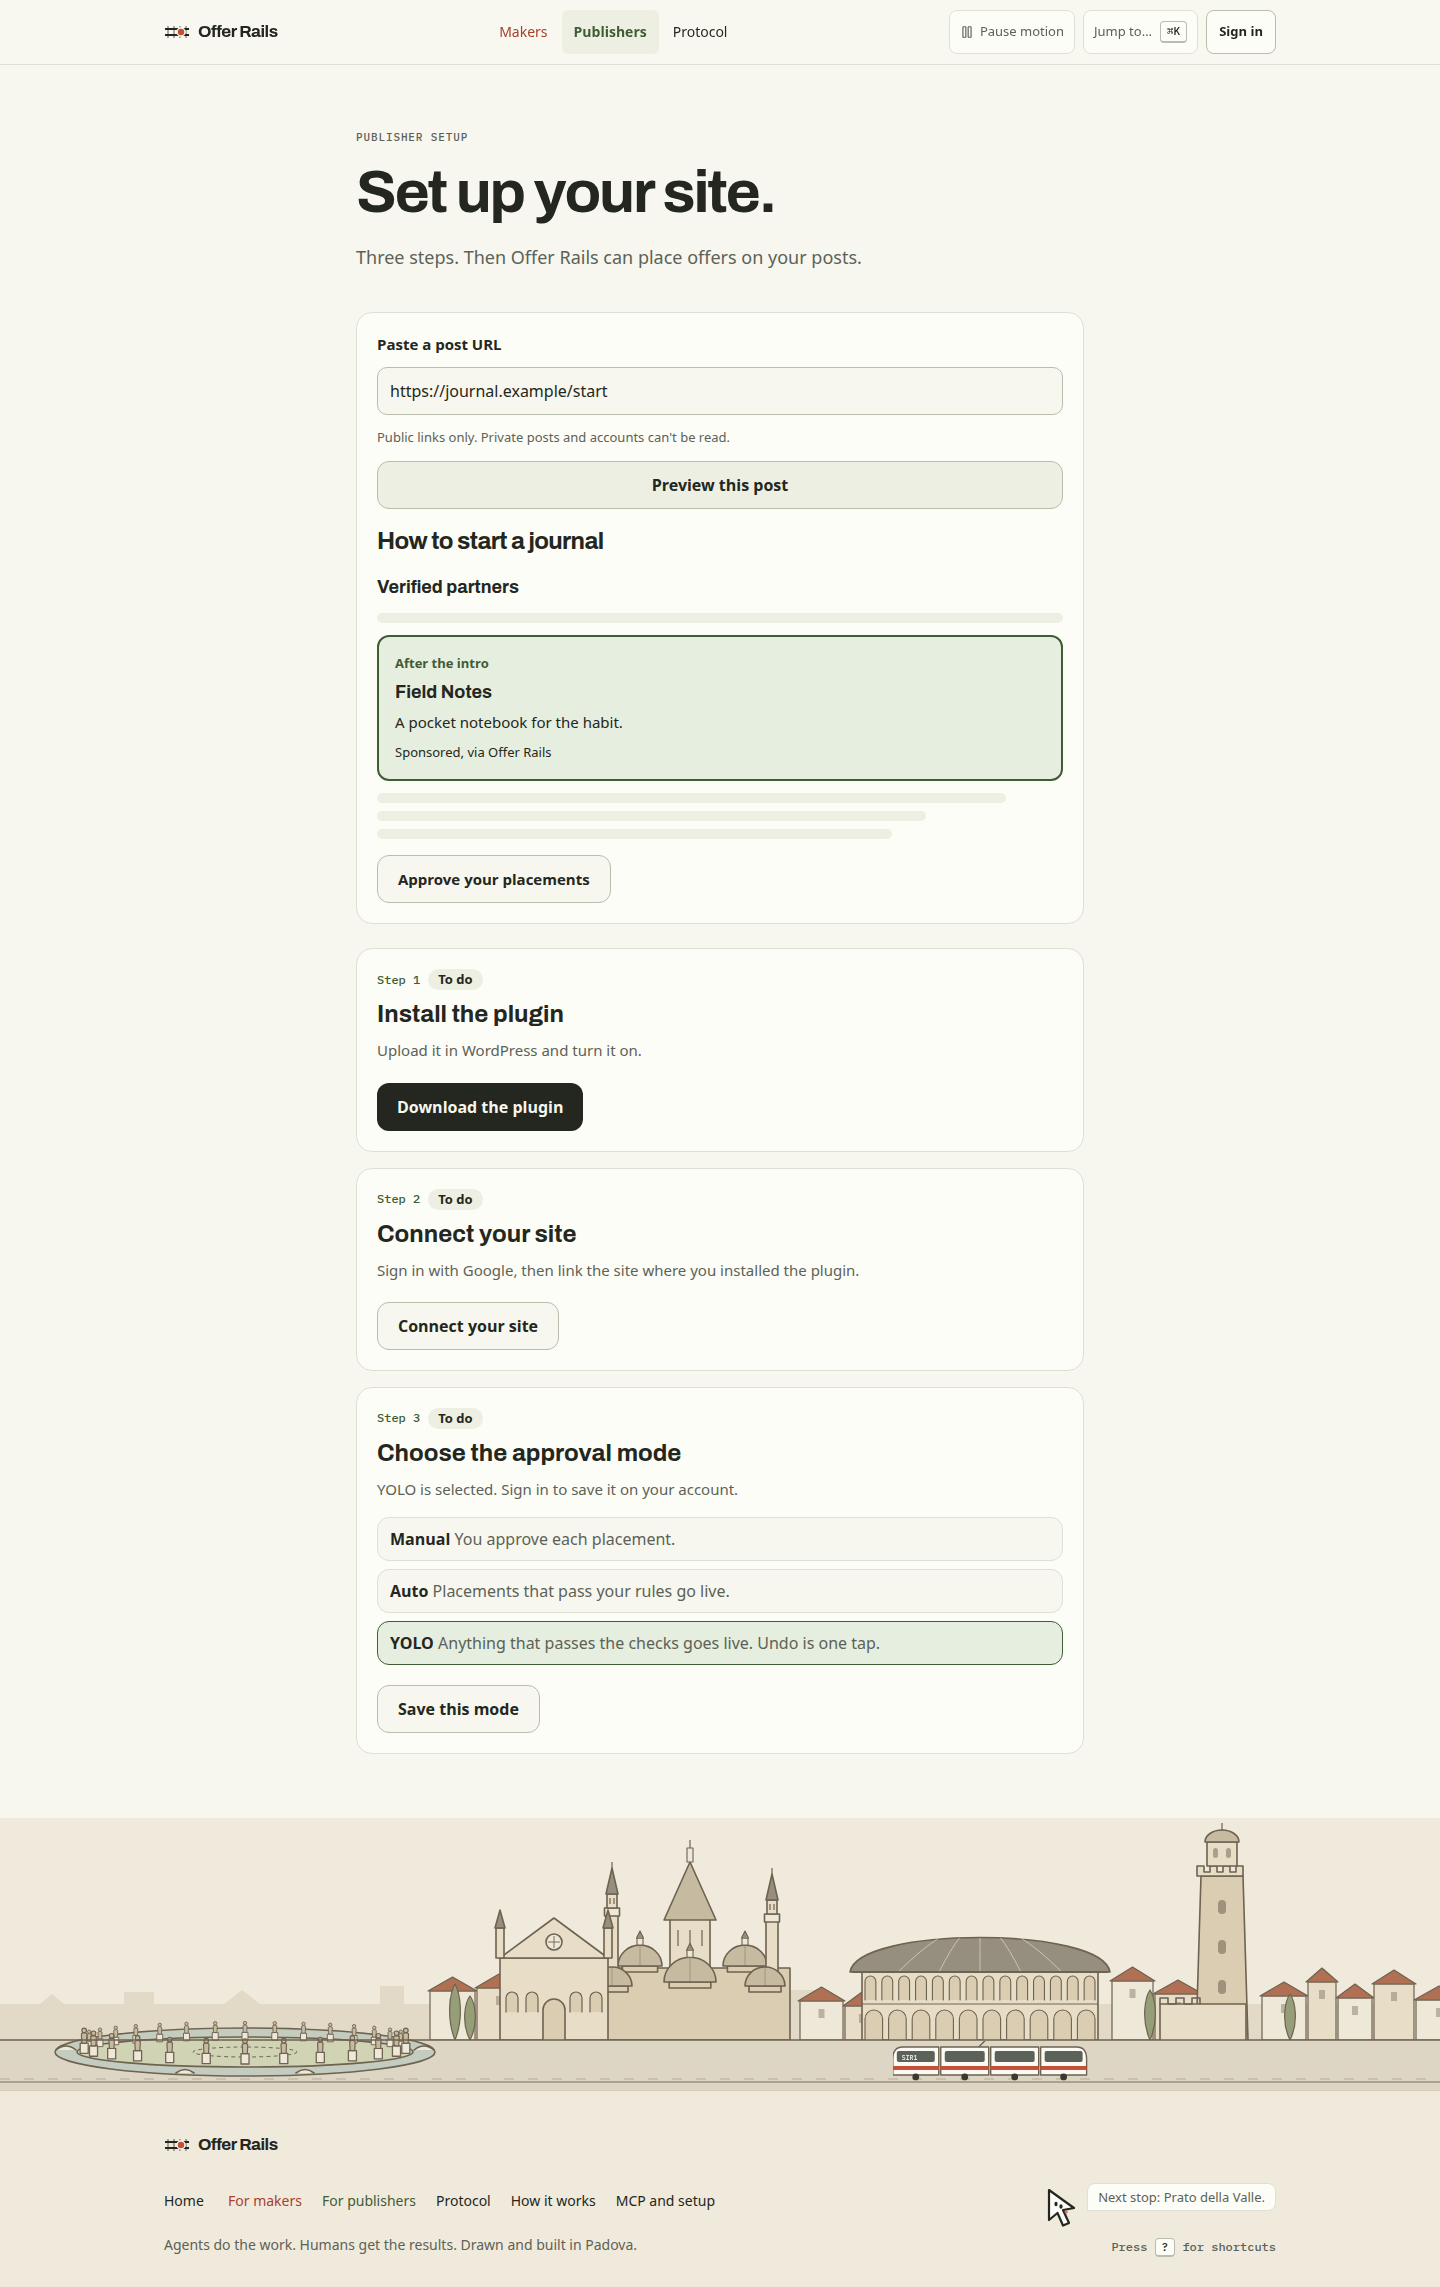 Offer Rails
Makers
Publishers
Protocol
Pause motion
Jump to... ⌘K
Sign in
PUBLISHER SETUP
Set up your site.
Three steps. Then Offer Rails can place offers on your posts.
Paste a post URL
https://journal.example/start
Public links only. Private posts and accounts can't be read.
Preview this post
How to start a journal
Verified partners
After the intro
Field Notes
A pocket notebook for the habit.
Sponsored, via Offer Rails
Approve your placements
Step 1 To do
Install the plugin
Upload it in WordPress and turn it on.
Download the plugin
Step 2 To do
Connect your site
Sign in with Google, then link the site where you installed the plugin.
Connect your site
Step 3 To do
Choose the approval mode
YOLO is selected. Sign in to save it on your account.
Manual You approve each placement.
Auto Placements that pass your rules go live.
YOLO Anything that passes the checks goes live. Undo is one tap.
Save this mode
SIR1
Offer Rails
Home
For makers
For publishers
Protocol
How it works
MCP and setup
Next stop: Prato della Valle.
Agents do the work. Humans get the results. Drawn and built in Padova.
Press ? for shortcuts